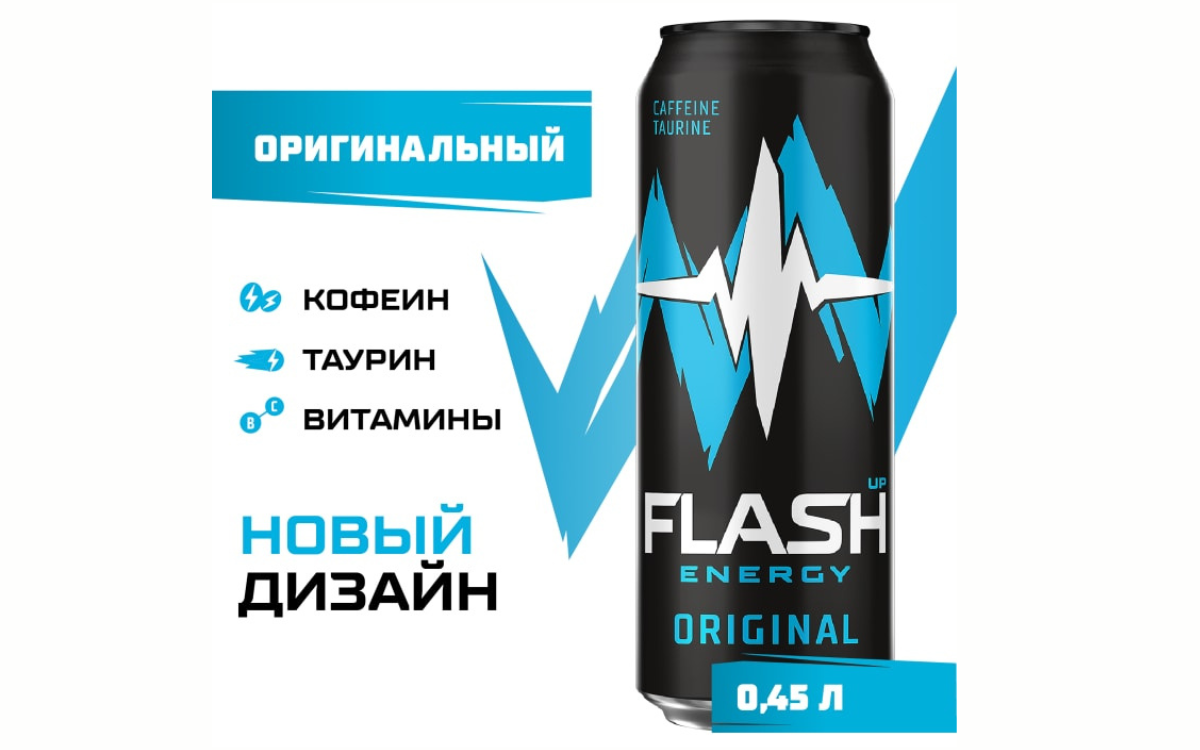 ОРИГИНАЛЬНЫЙ
КОФЕИН
ТАУРИН
B C
ВИТАМИНЫ
НОВЫЙ
ДИЗАЙН
CAFFEINE
TAURINE
UP
FLASH
ENERGY
ORIGINAL
0,45 Л